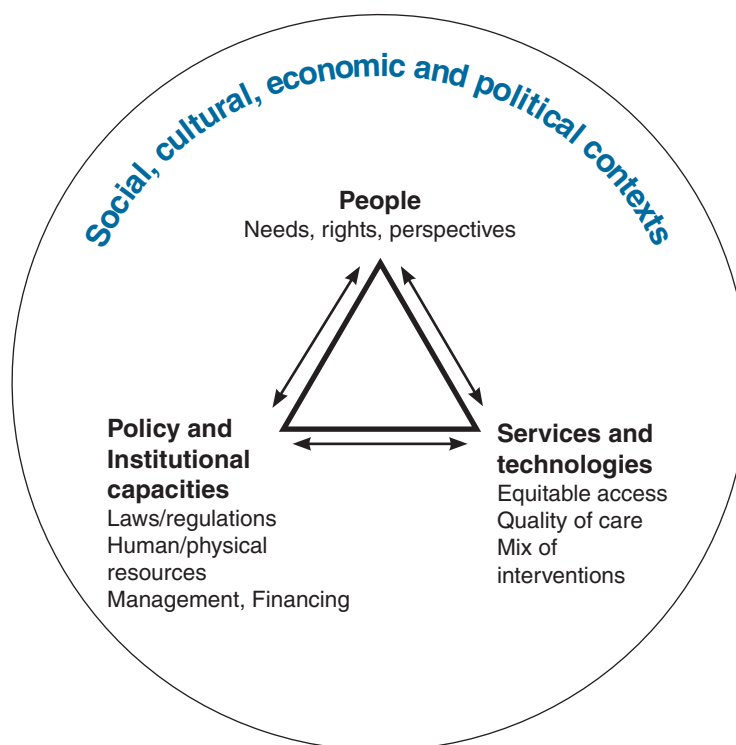 Social, cultural, economic and political contexts
People
Needs, rights, perspectives
Policy and
Institutional
capacities
Laws/regulations
Human/physical
resources
Management, Financing
Services and
technologies
Equitable access
Quality of care
Mix of
interventions